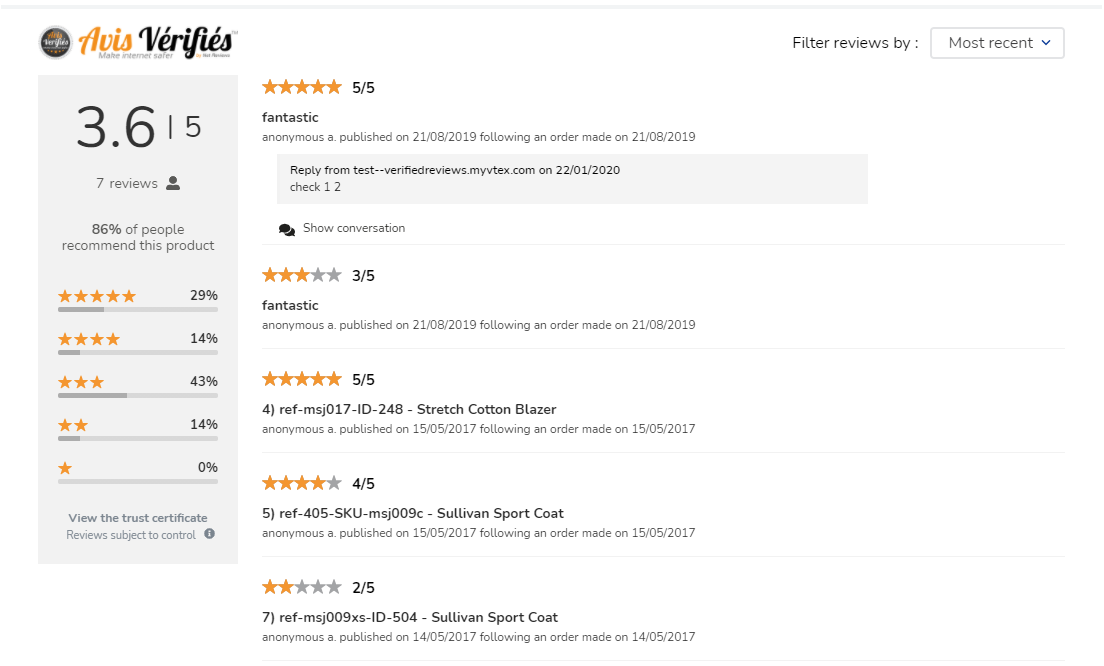 Avis Vérifiés™
Make internet safer by Net Reviews
Filter reviews by :
Most recent
3.6 | 5
7 reviews
86% of people
recommend this product
29%
14%
43%
14%
0%
View the trust certificate
Reviews subject to control
5/5
fantastic
anonymous a. published on 21/08/2019 following an order made on 21/08/2019
Reply from test--verifiedreviews.myvtex.com on 22/01/2020
check 1 2
Show conversation
3/5
fantastic
anonymous a. published on 21/08/2019 following an order made on 21/08/2019
5/5
4) ref-msj017-ID-248 - Stretch Cotton Blazer
anonymous a. published on 15/05/2017 following an order made on 15/05/2017
4/5
5) ref-405-SKU-msj009c - Sullivan Sport Coat
anonymous a. published on 15/05/2017 following an order made on 15/05/2017
2/5
7) ref-msj009xs-ID-504 - Sullivan Sport Coat
anonymous a. published on 14/05/2017 following an order made on 14/05/2017